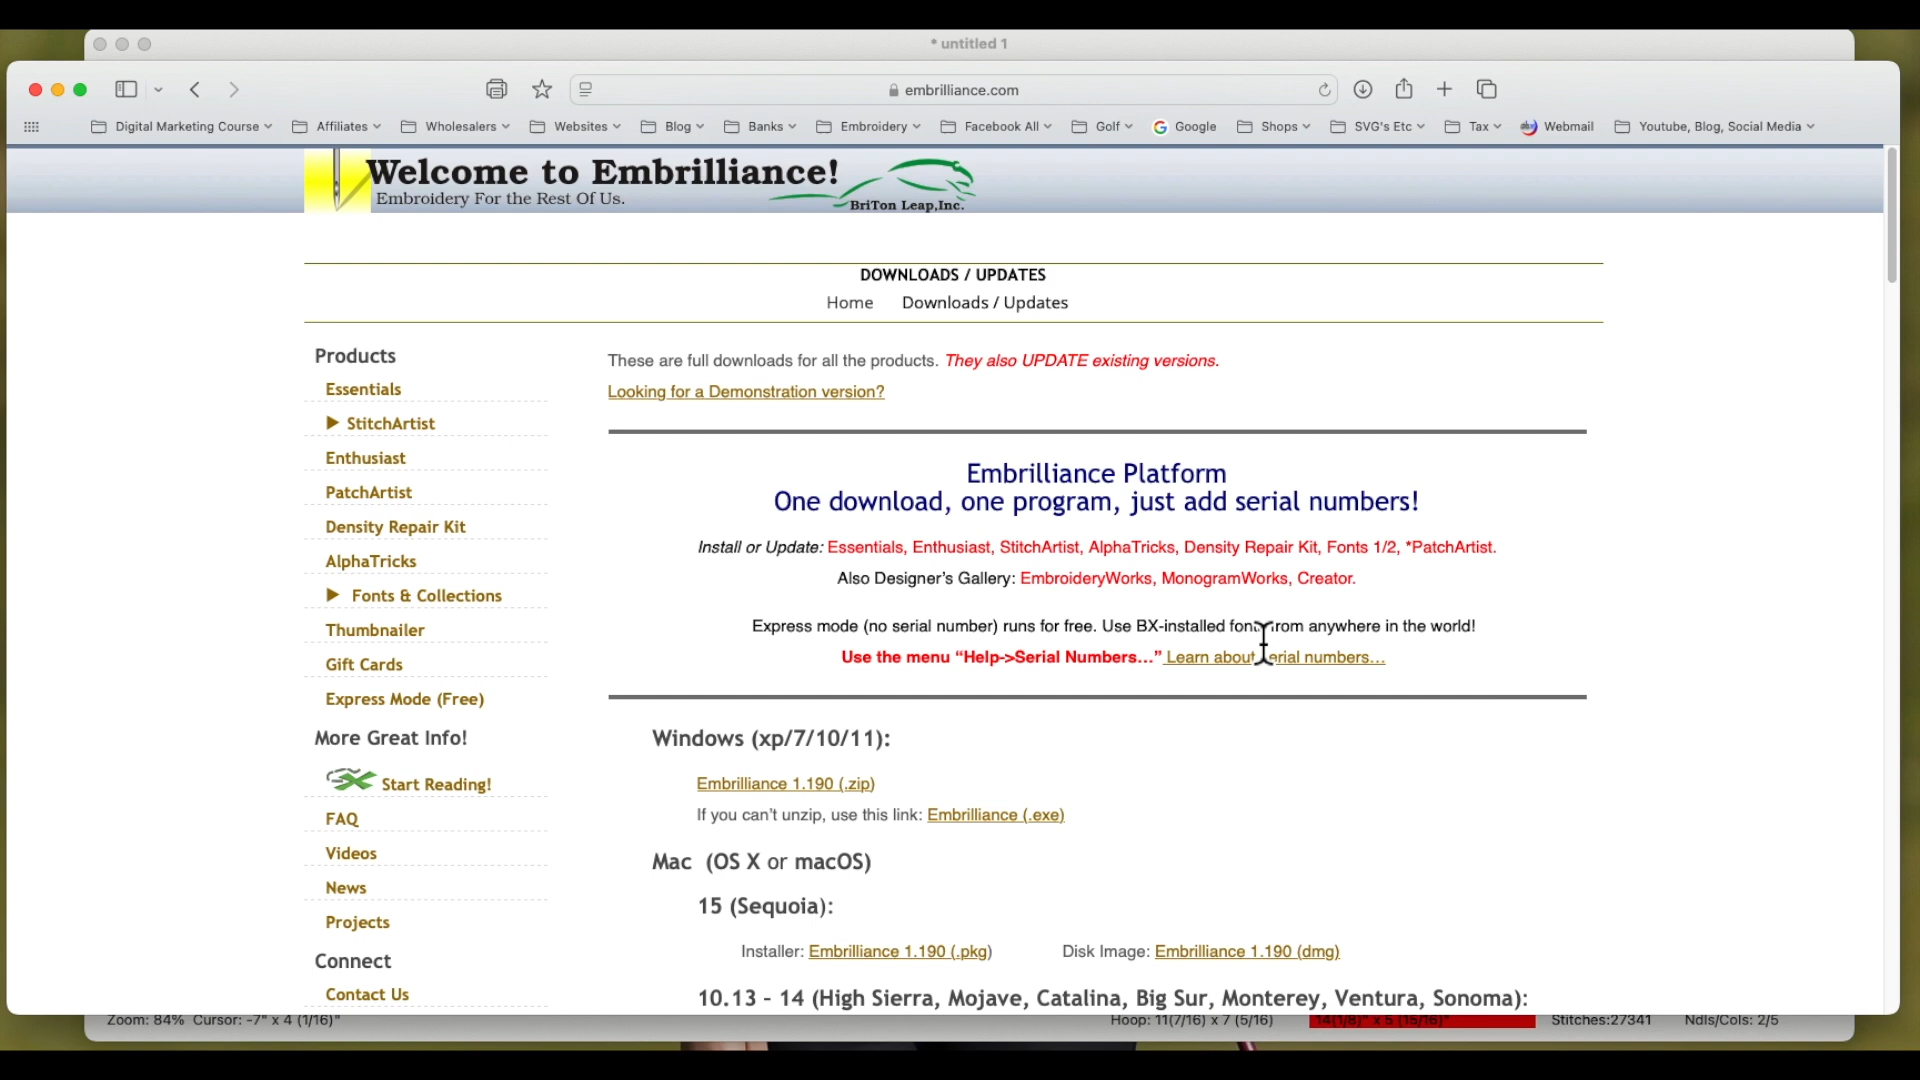 * untitled 1
embrilliance.com
Digital Marketing Course Affiliates Wholesalers Websites Blog Banks Embroidery Facebook All Golf Google Shops SVG's Etc Tax Webmail Youtube, Blog, Social Media
Welcome to Embrilliance!
Embroidery For the Rest Of Us.
BriTon Leap,Inc.
DOWNLOADS / UPDATES
Home Downloads / Updates
Products
Essentials
StitchArtist
Enthusiast
PatchArtist
Density Repair Kit
AlphaTricks
Fonts & Collections
Thumbnailer
Gift Cards
Express Mode (Free)
More Great Info!
Start Reading!
FAQ
Videos
News
Projects
Connect
Contact Us
These are full downloads for all the products. They also UPDATE existing versions.
Looking for a Demonstration version?
Embrilliance Platform
One download, one program, just add serial numbers!
Install or Update: Essentials, Enthusiast, StitchArtist, AlphaTricks, Density Repair Kit, Fonts 1/2, *PatchArtist.
Also Designer's Gallery: EmbroideryWorks, MonogramWorks, Creator.
Express mode (no serial number) runs for free. Use BX-installed fonts from anywhere in the world!
Use the menu “Help->Serial Numbers…” Learn about serial numbers…
Windows (xp/7/10/11):
Embrilliance 1.190 (.zip)
If you can't unzip, use this link: Embrilliance (.exe)
Mac (OS X or macOS)
15 (Sequoia):
Installer: Embrilliance 1.190 (.pkg) Disk Image: Embrilliance 1.190 (dmg)
10.13 - 14 (High Sierra, Mojave, Catalina, Big Sur, Monterey, Ventura, Sonoma):
Zoom: 84% Cursor: -7" x 4 (1/16)" Hoop: 11(7/16) x 7 (5/16) 14(1/8)" x 5 (15/16)" Stitches:27341 Ndls/Cols: 2/5